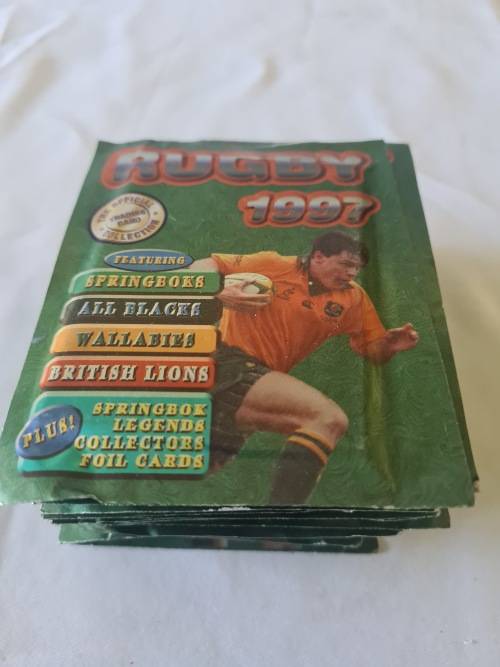 RUGBY
1997
THE OFFICIAL
TRADING
CARD
COLLECTION
FEATURING
SPRINGBOKS
ALL BLACKS
WALLABIES
BRITISH LIONS
PLUS!
SPRINGBOK
LEGENDS
COLLECTORS
FOIL CARDS